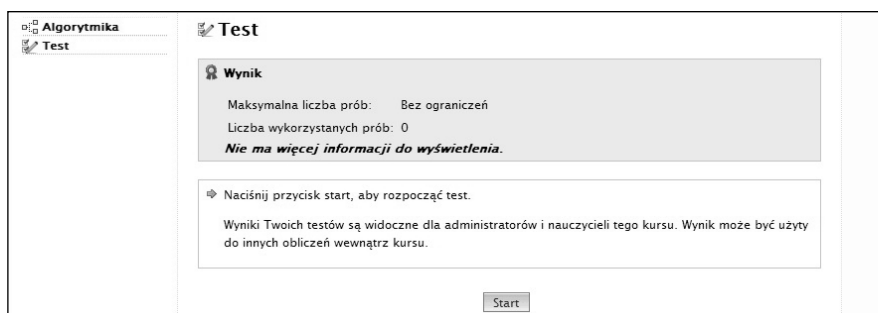 Algorytmika
Test
Test
Wynik
Maksymalna liczba prób: Bez ograniczeń
Liczba wykorzystanych prób: 0
Nie ma więcej informacji do wyświetlenia.
Naciśnij przycisk start, aby rozpocząć test.
Wyniki Twoich testów są widoczne dla administratorów i nauczycieli tego kursu. Wynik może być użyty
do innych obliczeń wewnątrz kursu.
Start